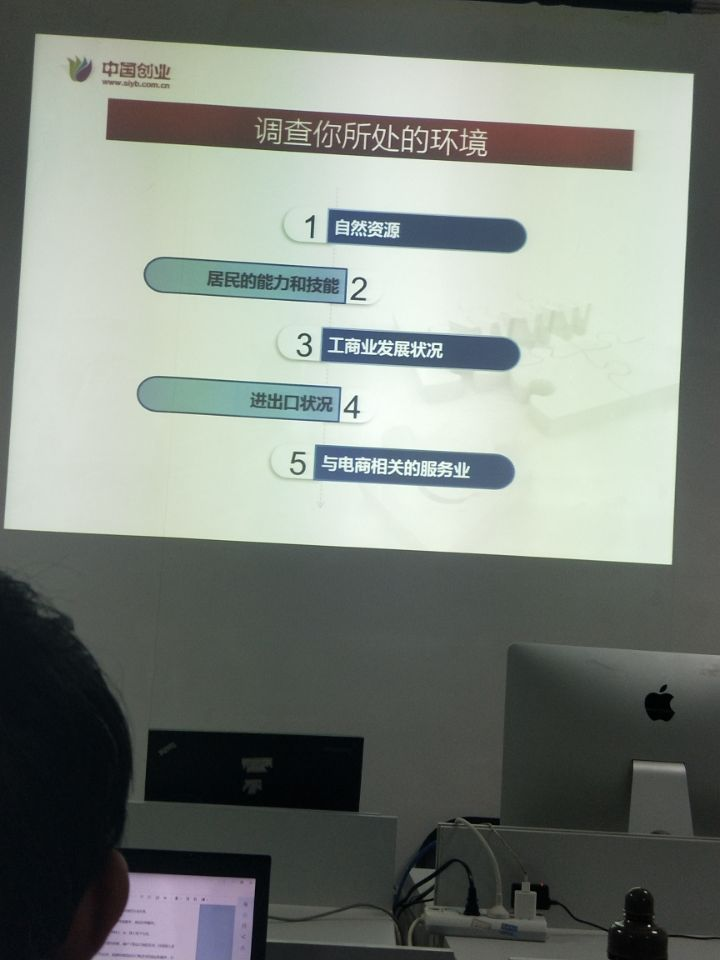 中国创业
www.siyb.com.cn
调查你所处的环境
1 自然资源
居民的能力和技能 2
3 工商业发展状况
进出口状况 4
5 与电商相关的服务业